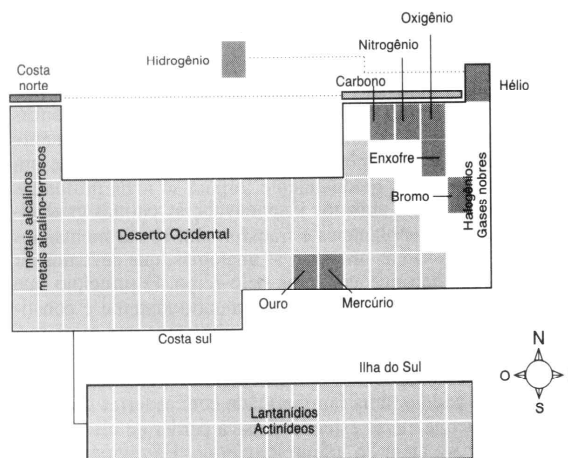 Oxigênio
Nitrogênio
Hidrogênio
Carbono
Costa
norte
Hélio
Enxofre
Bromo
Halogênios
Gases nobres
metais alcalinos
metais alcalino-terrosos
Deserto Ocidental
Ouro
Mercúrio
Costa sul
Ilha do Sul
Lantanídios
Actinídeos
N
O
E
S